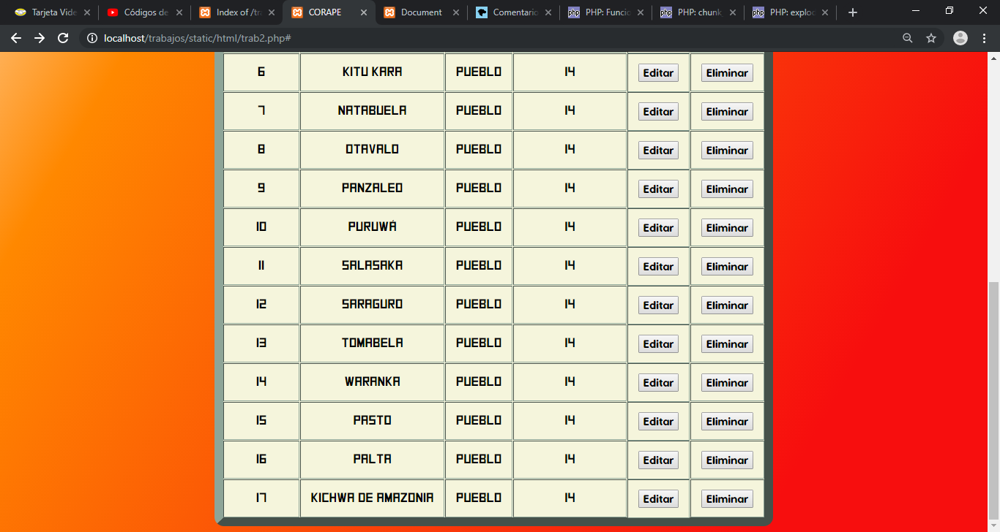 Tarjeta Vide
Códigos de
Index of /tra
CORAPE
Document
Comentario
PHP: Funcio
PHP: chunk
PHP: exploc
localhost/trabajos/static/html/trab2.php#
6 KITU KARA PUEBLO 14 Editar Eliminar
7 NATABUELA PUEBLO 14 Editar Eliminar
8 OTAVALO PUEBLO 14 Editar Eliminar
9 PANZALEO PUEBLO 14 Editar Eliminar
10 PURUWÁ PUEBLO 14 Editar Eliminar
11 SALASAKA PUEBLO 14 Editar Eliminar
12 SARAGURO PUEBLO 14 Editar Eliminar
13 TOMABELA PUEBLO 14 Editar Eliminar
14 WARANKA PUEBLO 14 Editar Eliminar
15 PASTO PUEBLO 14 Editar Eliminar
16 PALTA PUEBLO 14 Editar Eliminar
17 KICHWA DE AMAZONIA PUEBLO 14 Editar Eliminar